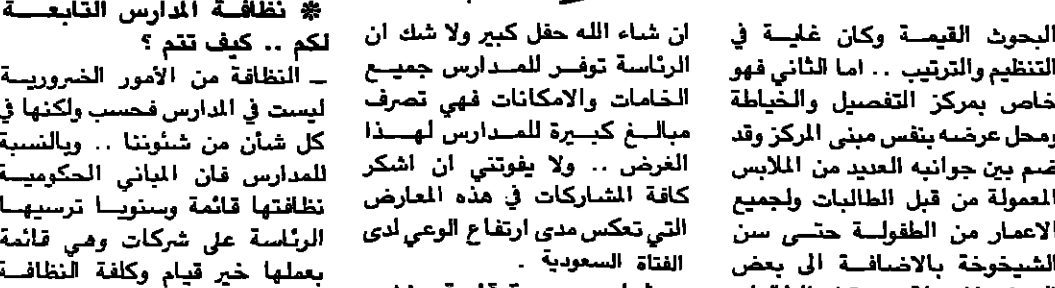 البحوث القيمة وكان غاية في
التنظيم والترتيب .. اما الثاني فهو
خاص بمركز التفصيل والخياطة
ومحل عرضه بنفس مبنى المركز وقد
ضم بين جوانبه العديد من الملابس
المعمولة من قبل الطالبات ولجميع
الاعمار من الطفولة حتى سن
الشيخوخة بالاضافة الى بعض
ان شاء الله حفل كبير ولا شك ان
الرئاسة توفر للمدارس جميع
الخامات والامكانات فهي تصرف
مبالغ كبيرة للمدارس لهذا
الغرض .. ولا يفوتني ان اشكر
كافة المشاركات في هذه المعارض
التي تعكس مدى ارتفاع الوعي لدى
الفتاة السعودية .
❋ نظافة المدارس التابعة
لكم .. كيف تتم ؟
ــ النظافة من الأمور الضرورية
ليست في المدارس فحسب ولكنها في
كل شأن من شئوننا .. وبالنسبة
للمدارس فان المباني الحكومية
نظافتها قائمة وسنويا ترسيها
الرئاسة على شركات وهي قائمة
بعملها خير قيام وكلفة النظافة